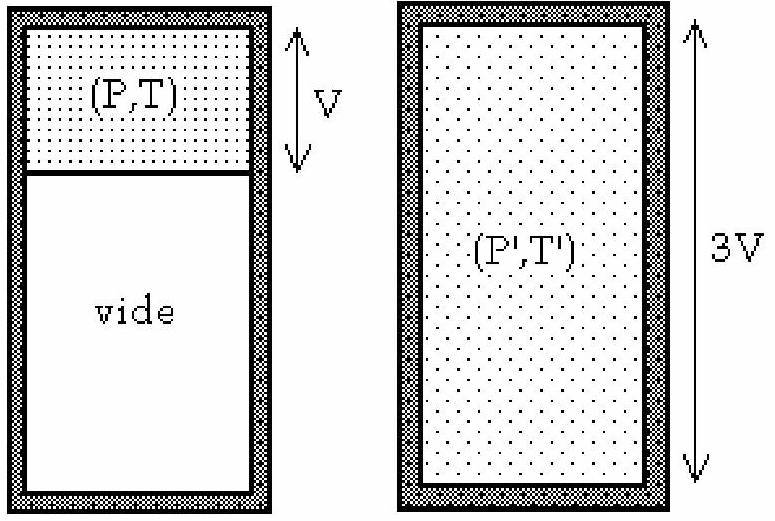 (P,T)
V
vide
(P',T')
3V